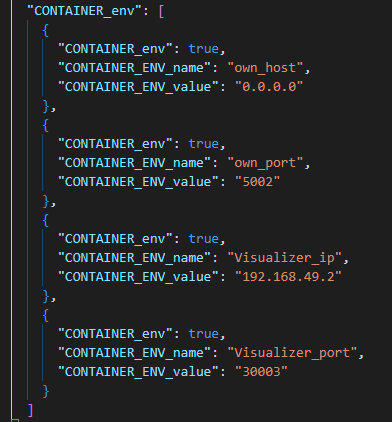 "CONTAINER_env": [
{
"CONTAINER_env": true,
"CONTAINER_ENV_name": "own_host",
"CONTAINER_ENV_value": "0.0.0.0"
},
{
"CONTAINER_env": true,
"CONTAINER_ENV_name": "own_port",
"CONTAINER_ENV_value": "5002"
},
{
"CONTAINER_env": true,
"CONTAINER_ENV_name": "Visualizer_ip",
"CONTAINER_ENV_value": "192.168.49.2"
},
{
"CONTAINER_env": true,
"CONTAINER_ENV_name": "Visualizer_port",
"CONTAINER_ENV_value": "30003"
}
]